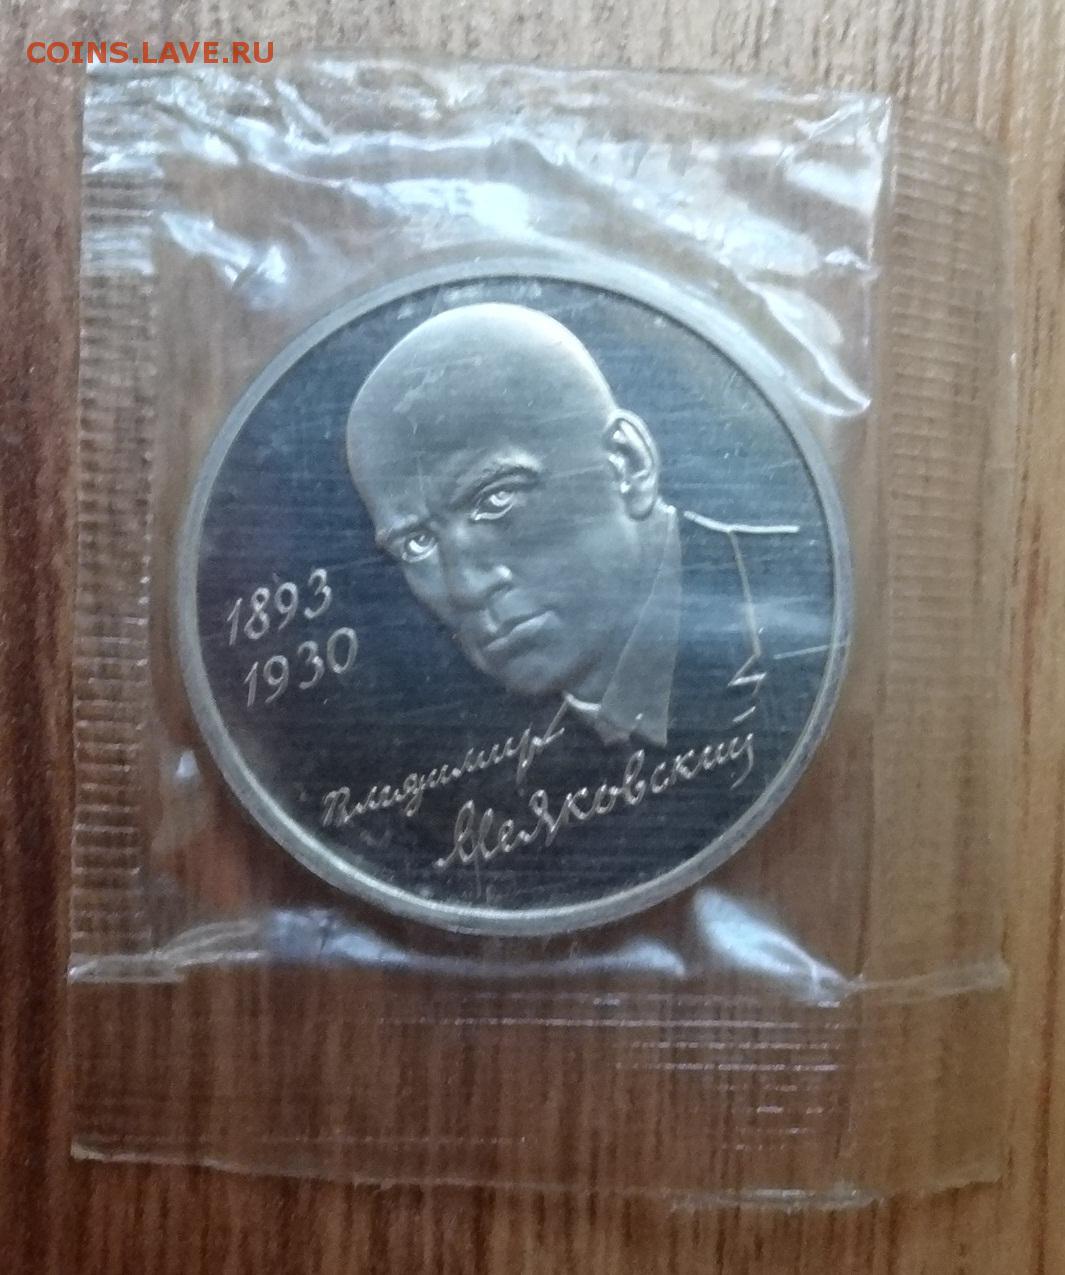 COINS.LAVE.RU
1893
1930
Владимир
Маяковский